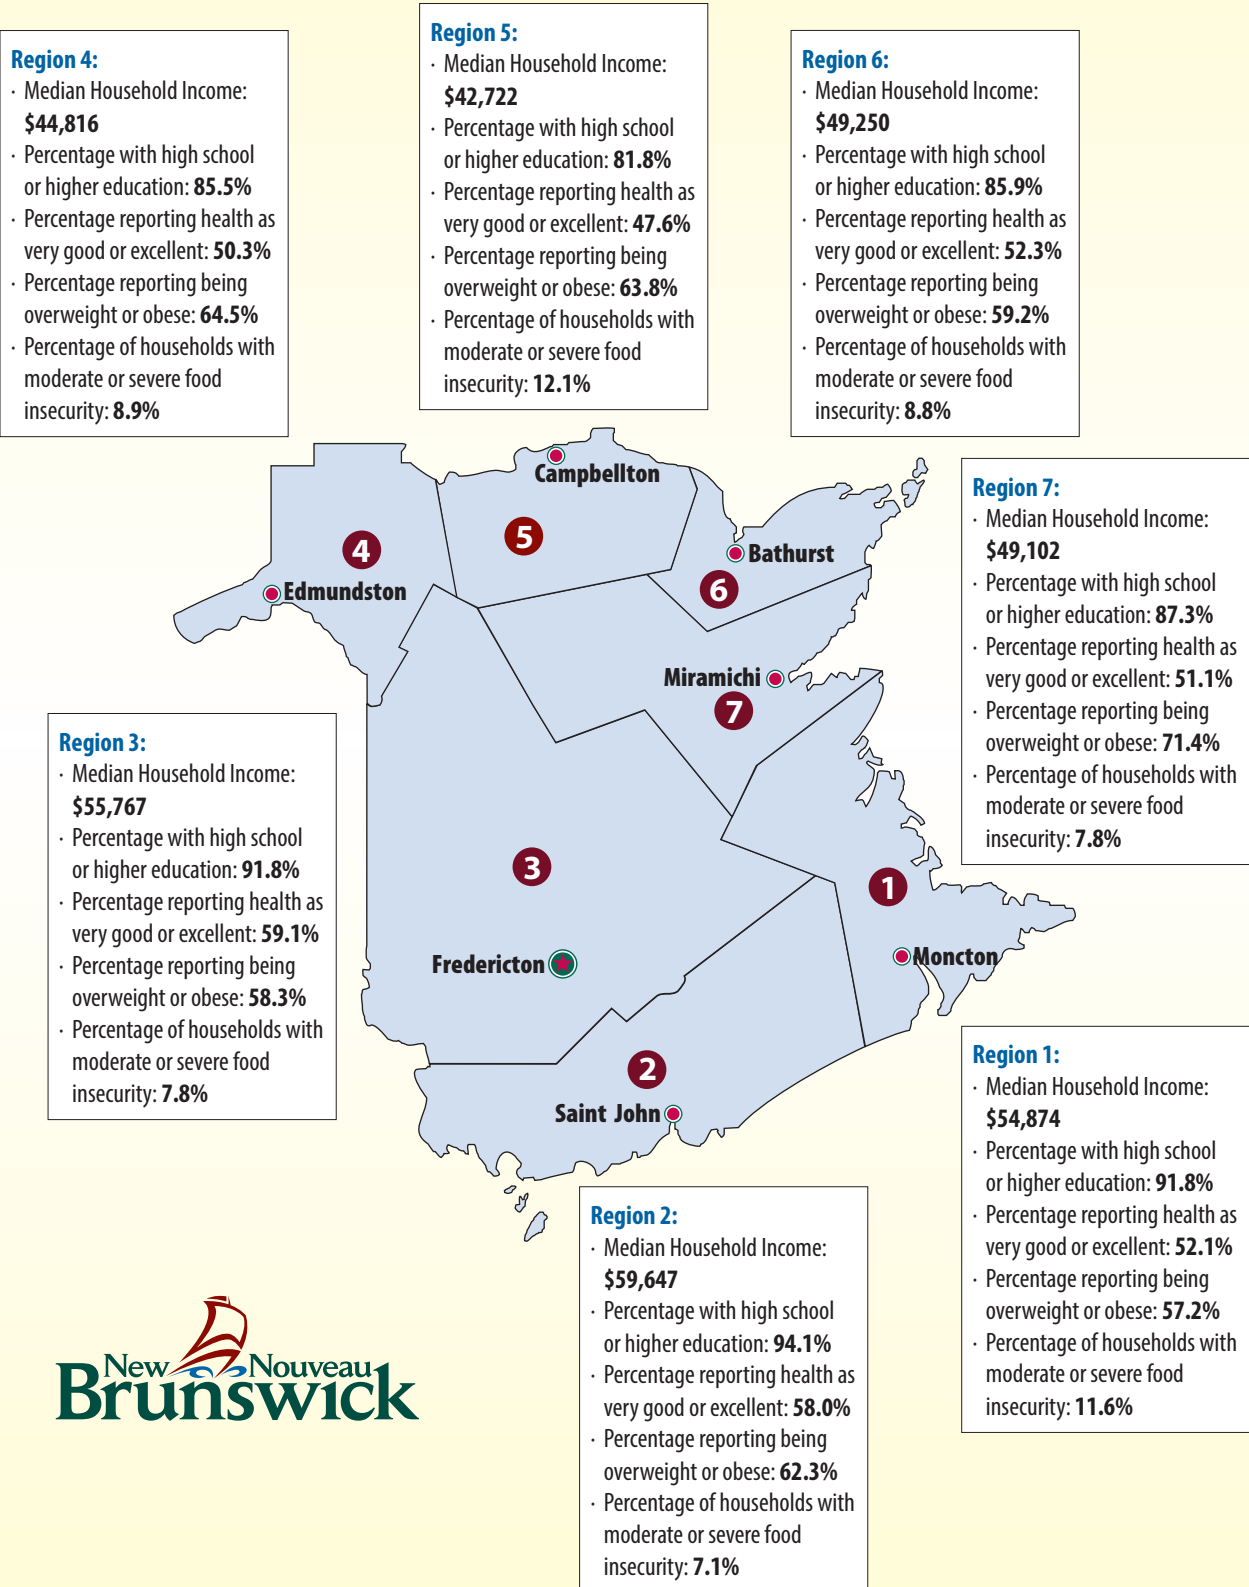 Region 4:
· Median Household Income:
$44,816
· Percentage with high school
or higher education: 85.5%
· Percentage reporting health as
very good or excellent: 50.3%
· Percentage reporting being
overweight or obese: 64.5%
· Percentage of households with
moderate or severe food
insecurity: 8.9%
Region 5:
· Median Household Income:
$42,722
· Percentage with high school
or higher education: 81.8%
· Percentage reporting health as
very good or excellent: 47.6%
· Percentage reporting being
overweight or obese: 63.8%
· Percentage of households with
moderate or severe food
insecurity: 12.1%
Region 6:
· Median Household Income:
$49,250
· Percentage with high school
or higher education: 85.9%
· Percentage reporting health as
very good or excellent: 52.3%
· Percentage reporting being
overweight or obese: 59.2%
· Percentage of households with
moderate or severe food
insecurity: 8.8%
Campbellton
5
4
Bathurst
6
Edmundston
Miramichi
7
Region 7:
· Median Household Income:
$49,102
· Percentage with high school
or higher education: 87.3%
· Percentage reporting health as
very good or excellent: 51.1%
· Percentage reporting being
overweight or obese: 71.4%
· Percentage of households with
moderate or severe food
insecurity: 7.8%
Region 3:
· Median Household Income:
$55,767
· Percentage with high school
or higher education: 91.8%
· Percentage reporting health as
very good or excellent: 59.1%
· Percentage reporting being
overweight or obese: 58.3%
· Percentage of households with
moderate or severe food
insecurity: 7.8%
3
1
Fredericton
Moncton
2
Saint John
Region 1:
· Median Household Income:
$54,874
· Percentage with high school
or higher education: 91.8%
· Percentage reporting health as
very good or excellent: 52.1%
· Percentage reporting being
overweight or obese: 57.2%
· Percentage of households with
moderate or severe food
insecurity: 11.6%
Region 2:
· Median Household Income:
$59,647
· Percentage with high school
or higher education: 94.1%
· Percentage reporting health as
very good or excellent: 58.0%
· Percentage reporting being
overweight or obese: 62.3%
· Percentage of households with
moderate or severe food
insecurity: 7.1%
New Nouveau
Brunswick